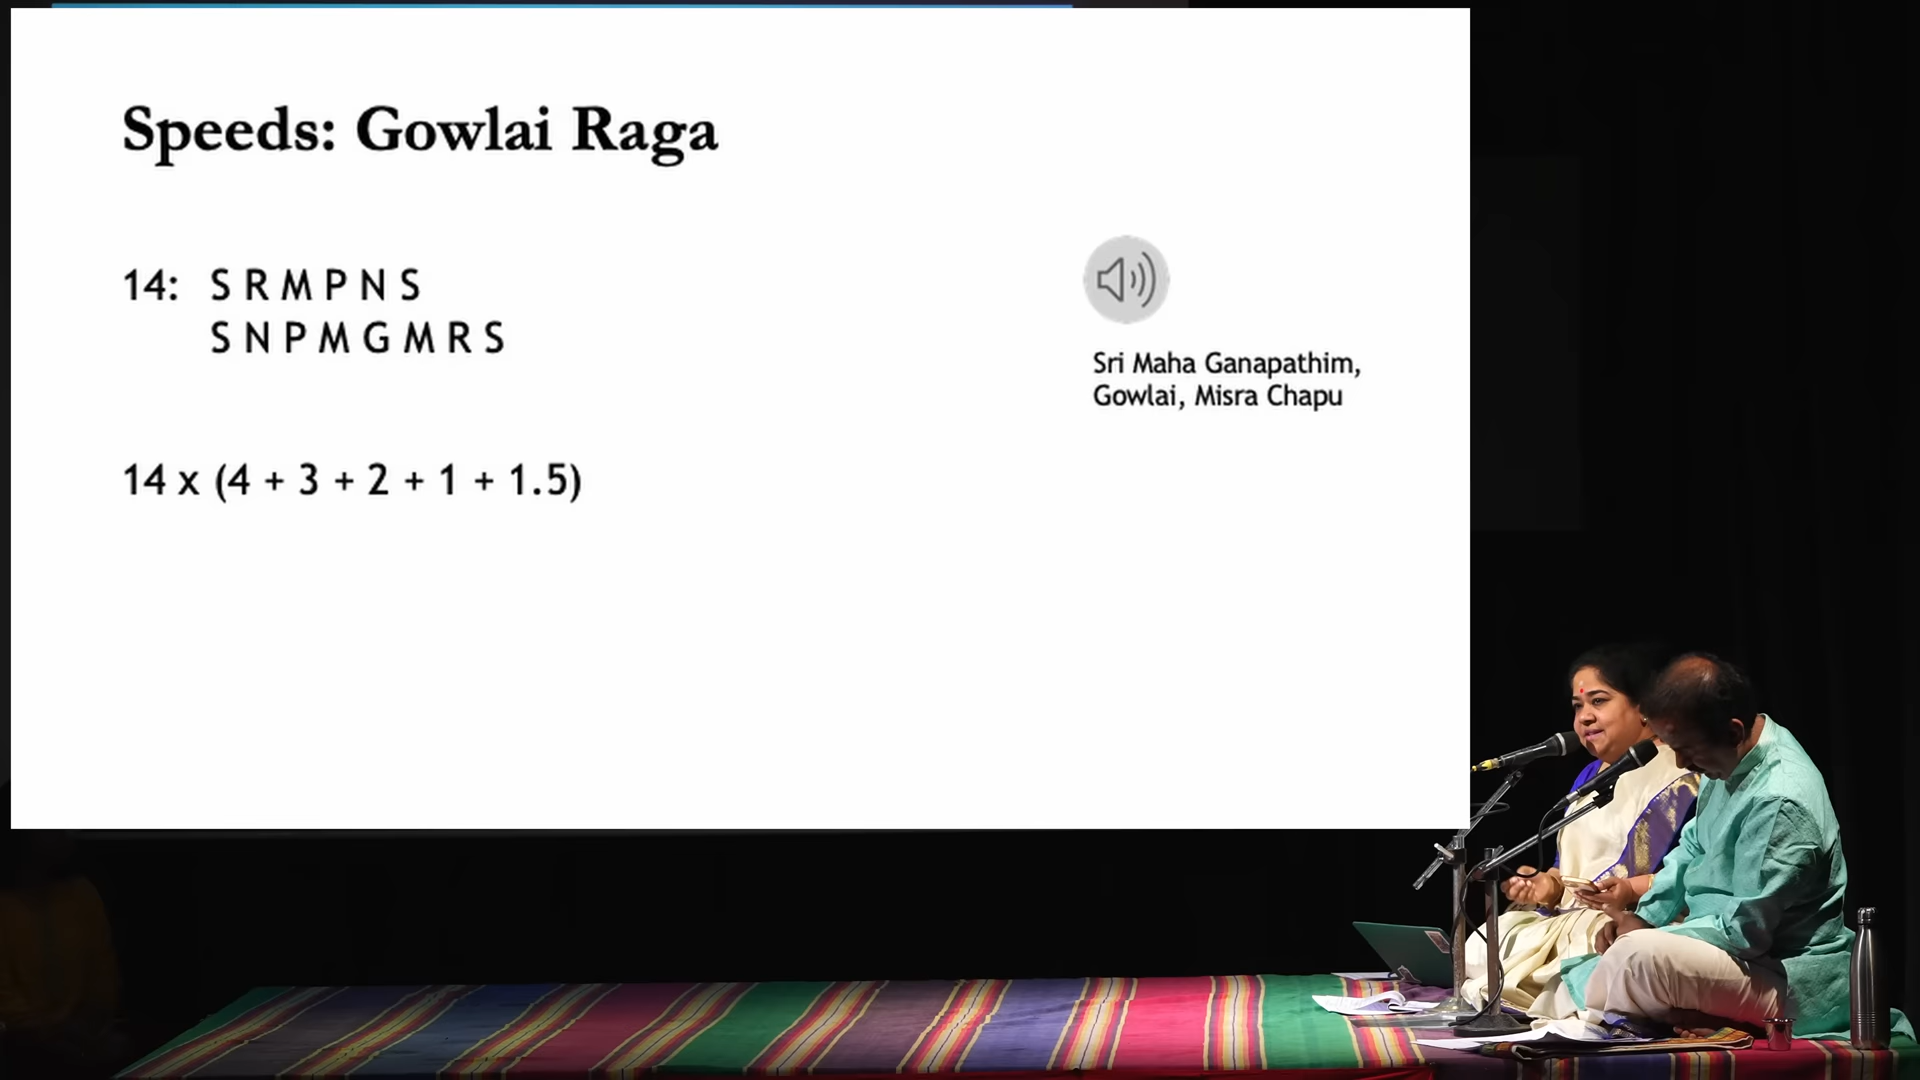 Speeds: Gowlai Raga
14: S R M P N S
S N P M G M R S
14 x (4 + 3 + 2 + 1 + 1.5)
Sri Maha Ganapathim,
Gowlai, Misra Chapu